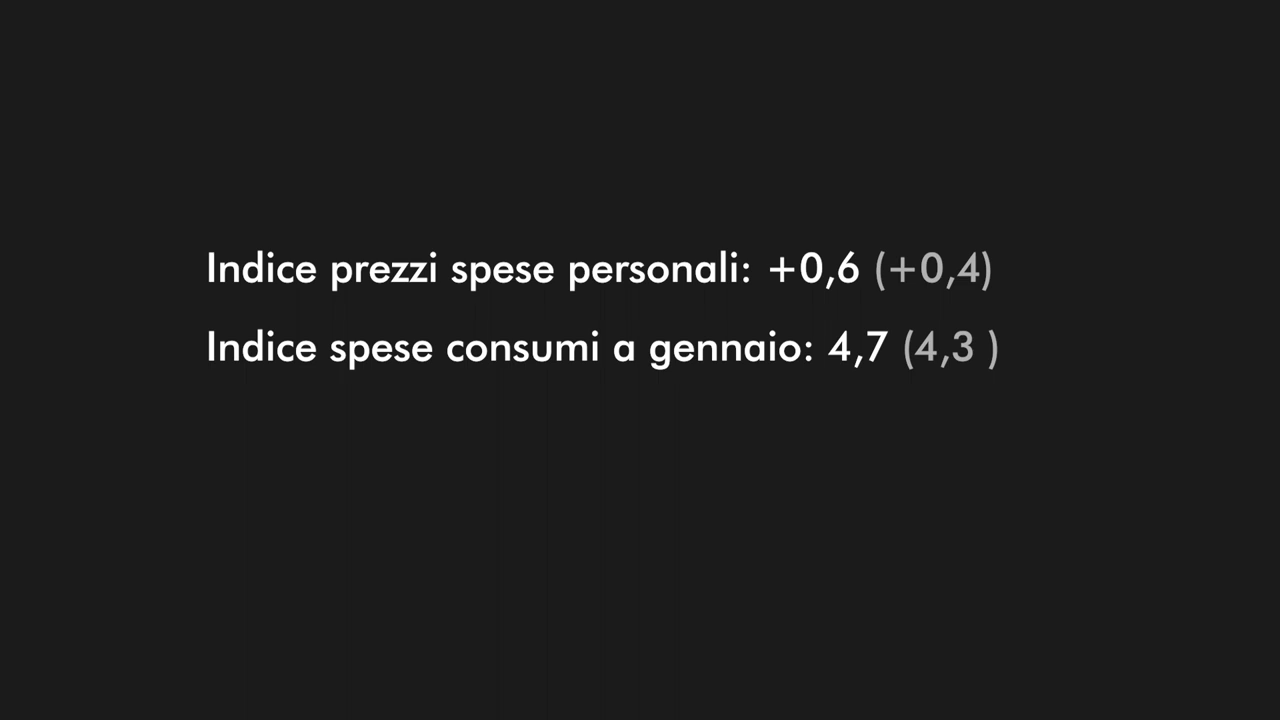 Indice prezzi spese personali: +0,6 (+0,4)
Indice spese consumi a gennaio: 4,7 (4,3 )